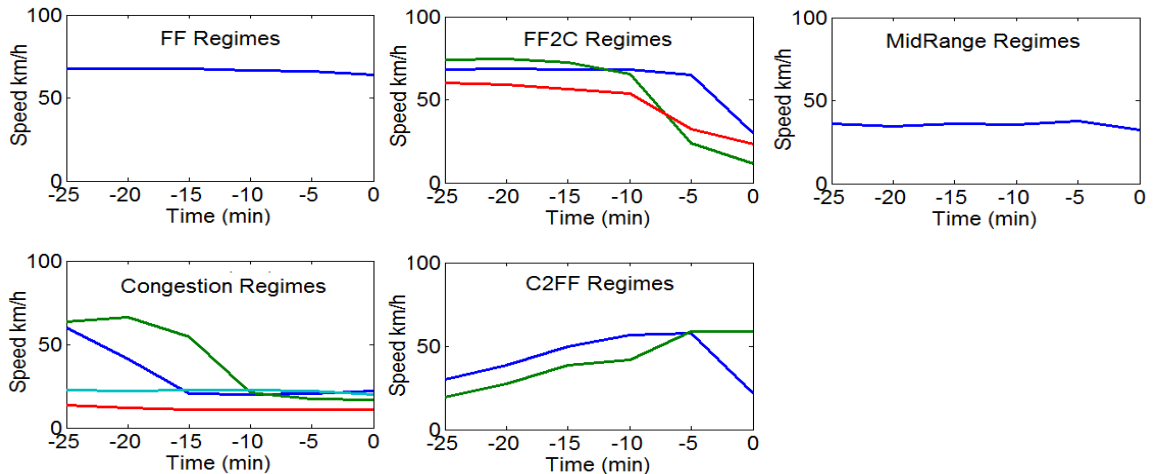 FF Regimes
100
50
0
Speed km/h
-25 -20 -15 -10 -5 0
Time (min)
FF2C Regimes
100
50
0
Speed km/h
-25 -20 -15 -10 -5 0
Time (min)
MidRange Regimes
100
50
0
Speed km/h
-25 -20 -15 -10 -5 0
Time (min)
Congestion Regimes
100
50
0
Speed km/h
-25 -20 -15 -10 -5 0
Time (min)
C2FF Regimes
100
50
0
Speed km/h
-25 -20 -15 -10 -5 0
Time (min)